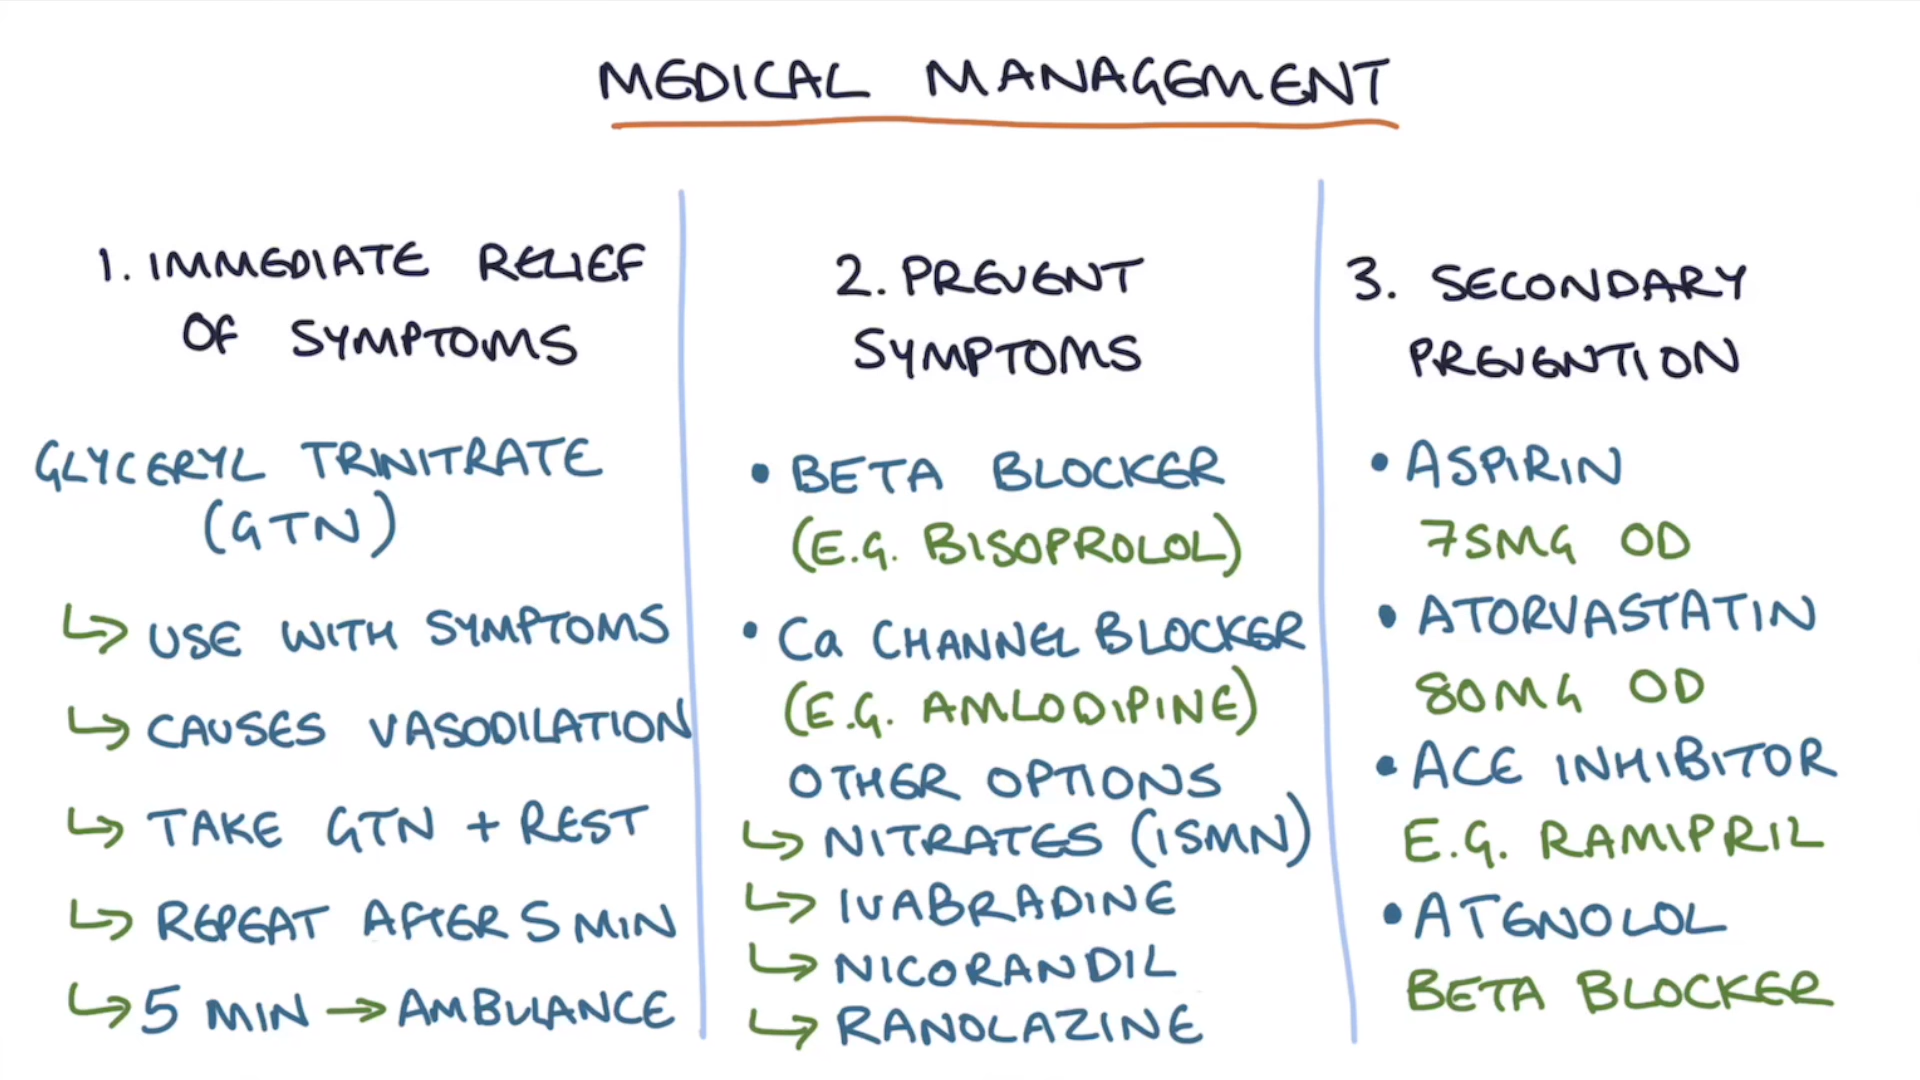 MEDICAL MANAGEMENT
1. IMMEDIATE RELIEF
OF SYMPTOMS
GLYCERYL TRINITRATE
(GTN)
↳ USE WITH SYMPTOMS
↳ CAUSES VASODILATION
↳ TAKE GTN + REST
↳ REPEAT AFTER 5 MIN
↳ 5 MIN → AMBULANCE
2. PREVENT
SYMPTOMS
• BETA BLOCKER
(E.G. BISOPROLOL)
• Ca CHANNEL BLOCKER
(E.G. AMLODIPINE)
OTHER OPTIONS
↳ NITRATES (ISMN)
↳ IVABRADINE
↳ NICORANDIL
↳ RANOLAZINE
3. SECONDARY
PREVENTION
• ASPIRIN
75MG OD
• ATORVASTATIN
80MG OD
• ACE INHIBITOR
E.G. RAMIPRIL
• ATENOLOL
BETA BLOCKER